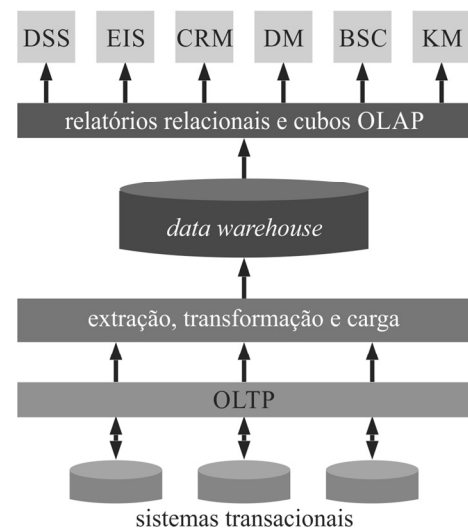 DSS EIS CRM DM BSC KM
relatórios relacionais e cubos OLAP
data warehouse
extração, transformação e carga
OLTP
sistemas transacionais